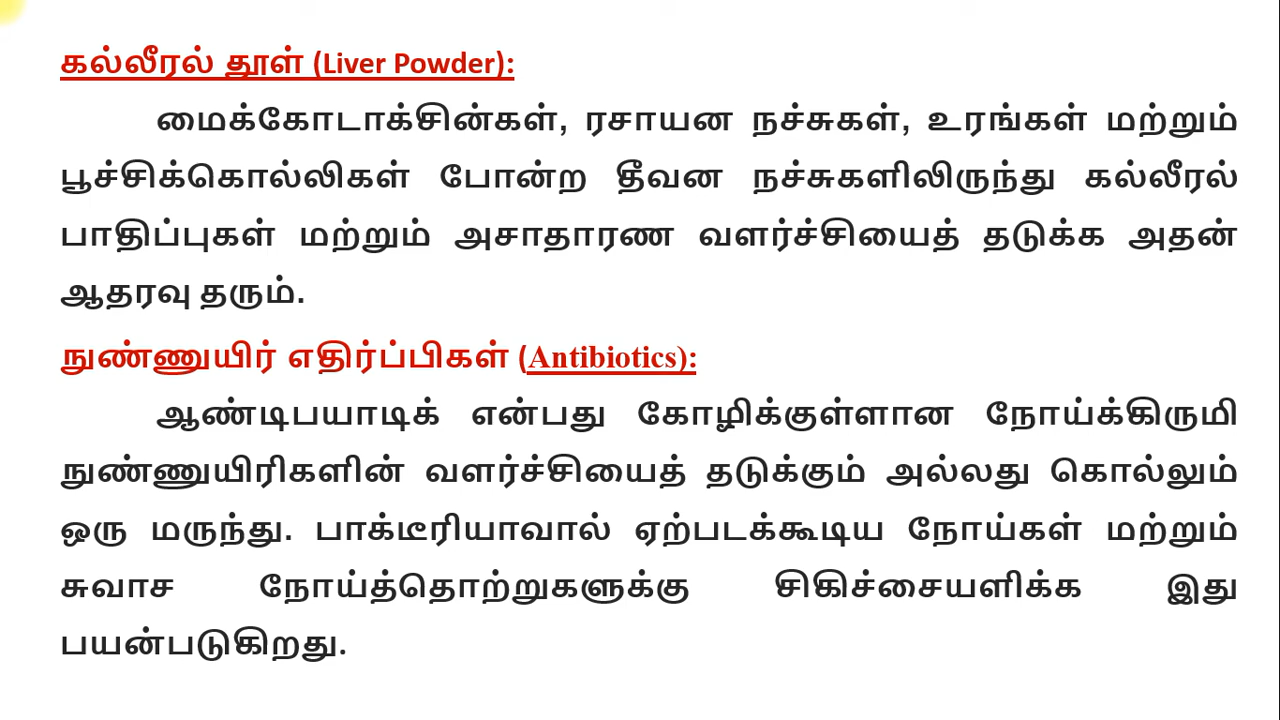 கல்லீரல் தூள் (Liver Powder):
மைக்கோடாக்சின்கள், ரசாயன நச்சுகள், உரங்கள் மற்றும்
பூச்சிக்கொல்லிகள் போன்ற தீவன நச்சுகளிலிருந்து கல்லீரல்
பாதிப்புகள் மற்றும் அசாதாரண வளர்ச்சியைத் தடுக்க அதன்
ஆதரவு தரும்.
நுண்ணுயிர் எதிர்ப்பிகள் (Antibiotics):
ஆண்டிபயாடிக் என்பது கோழிக்குள்ளான நோய்க்கிருமி
நுண்ணுயிரிகளின் வளர்ச்சியைத் தடுக்கும் அல்லது கொல்லும்
ஒரு மருந்து. பாக்டீரியாவால் ஏற்படக்கூடிய நோய்கள் மற்றும்
சுவாச நோய்த்தொற்றுகளுக்கு சிகிச்சையளிக்க இது
பயன்படுகிறது.